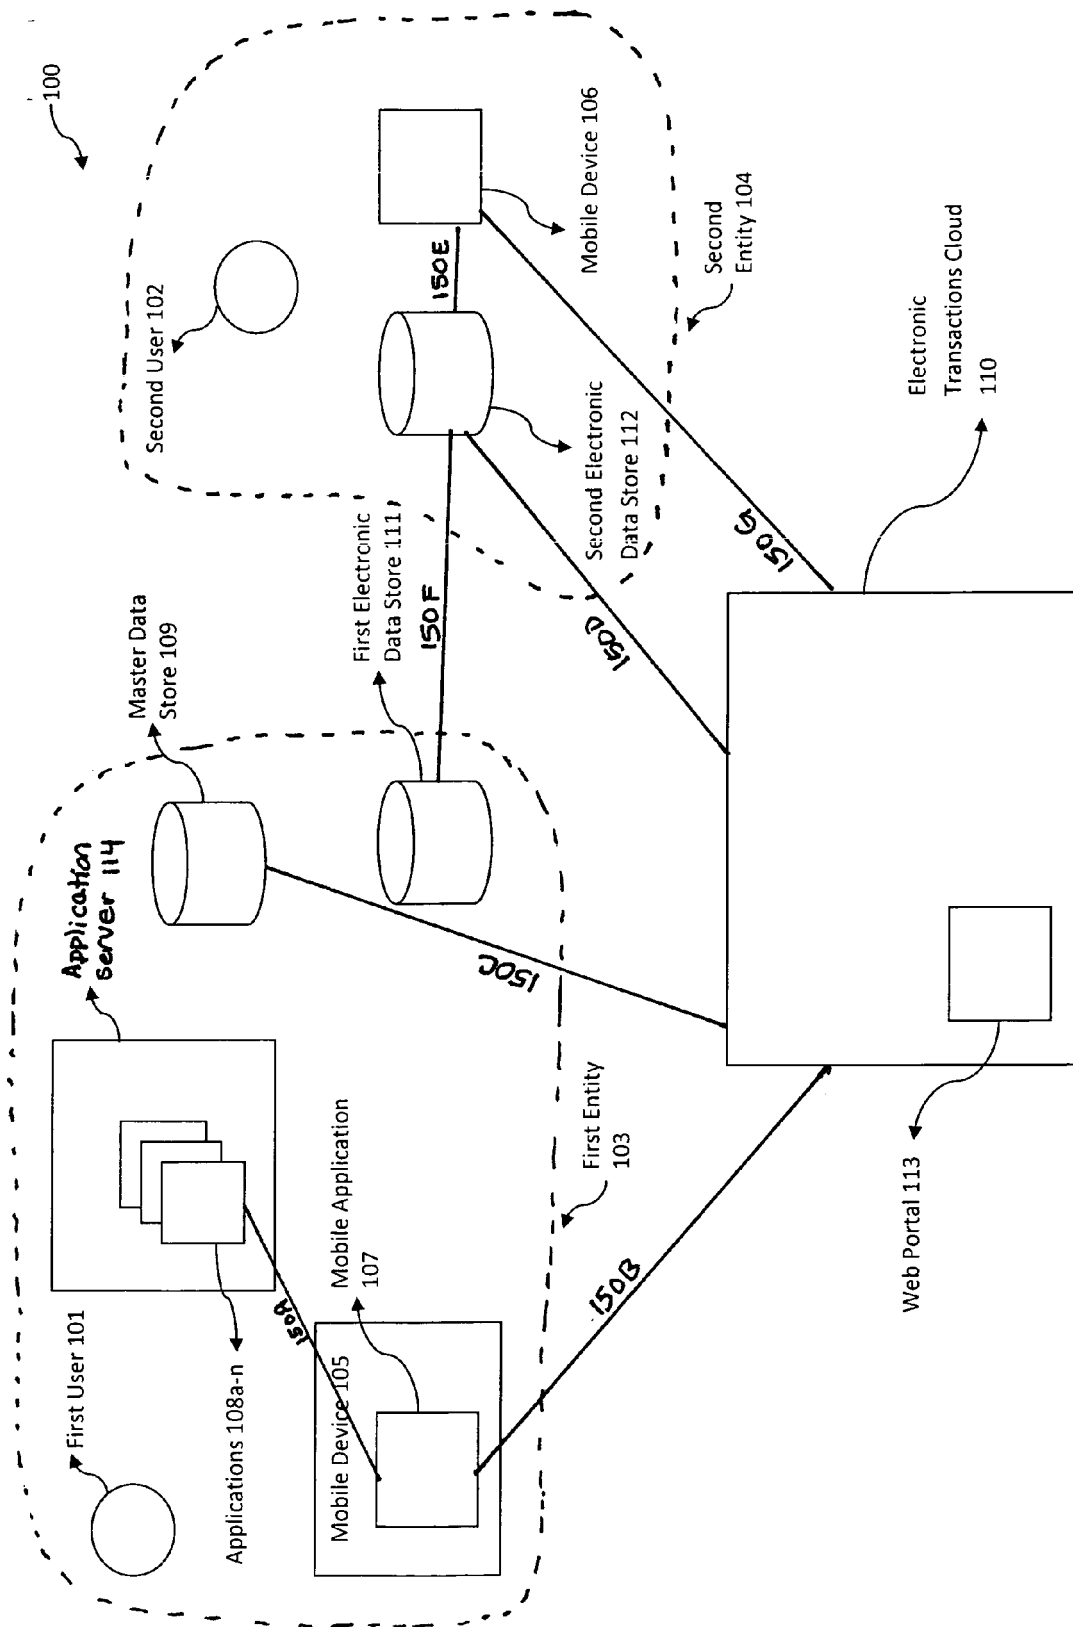 100
First User 101
Applications 108a-n
Application
server 114
Master Data
Store 109
Second User 102
Mobile Device 105
150A
Mobile Application
107
First Electronic
Data Store 111
150F
150E
Mobile Device 106
Second Electronic
Data Store 112
150C
150D
First Entity
103
Second
Entity 104
150B
150G
Electronic
Transactions Cloud
110
Web Portal 113